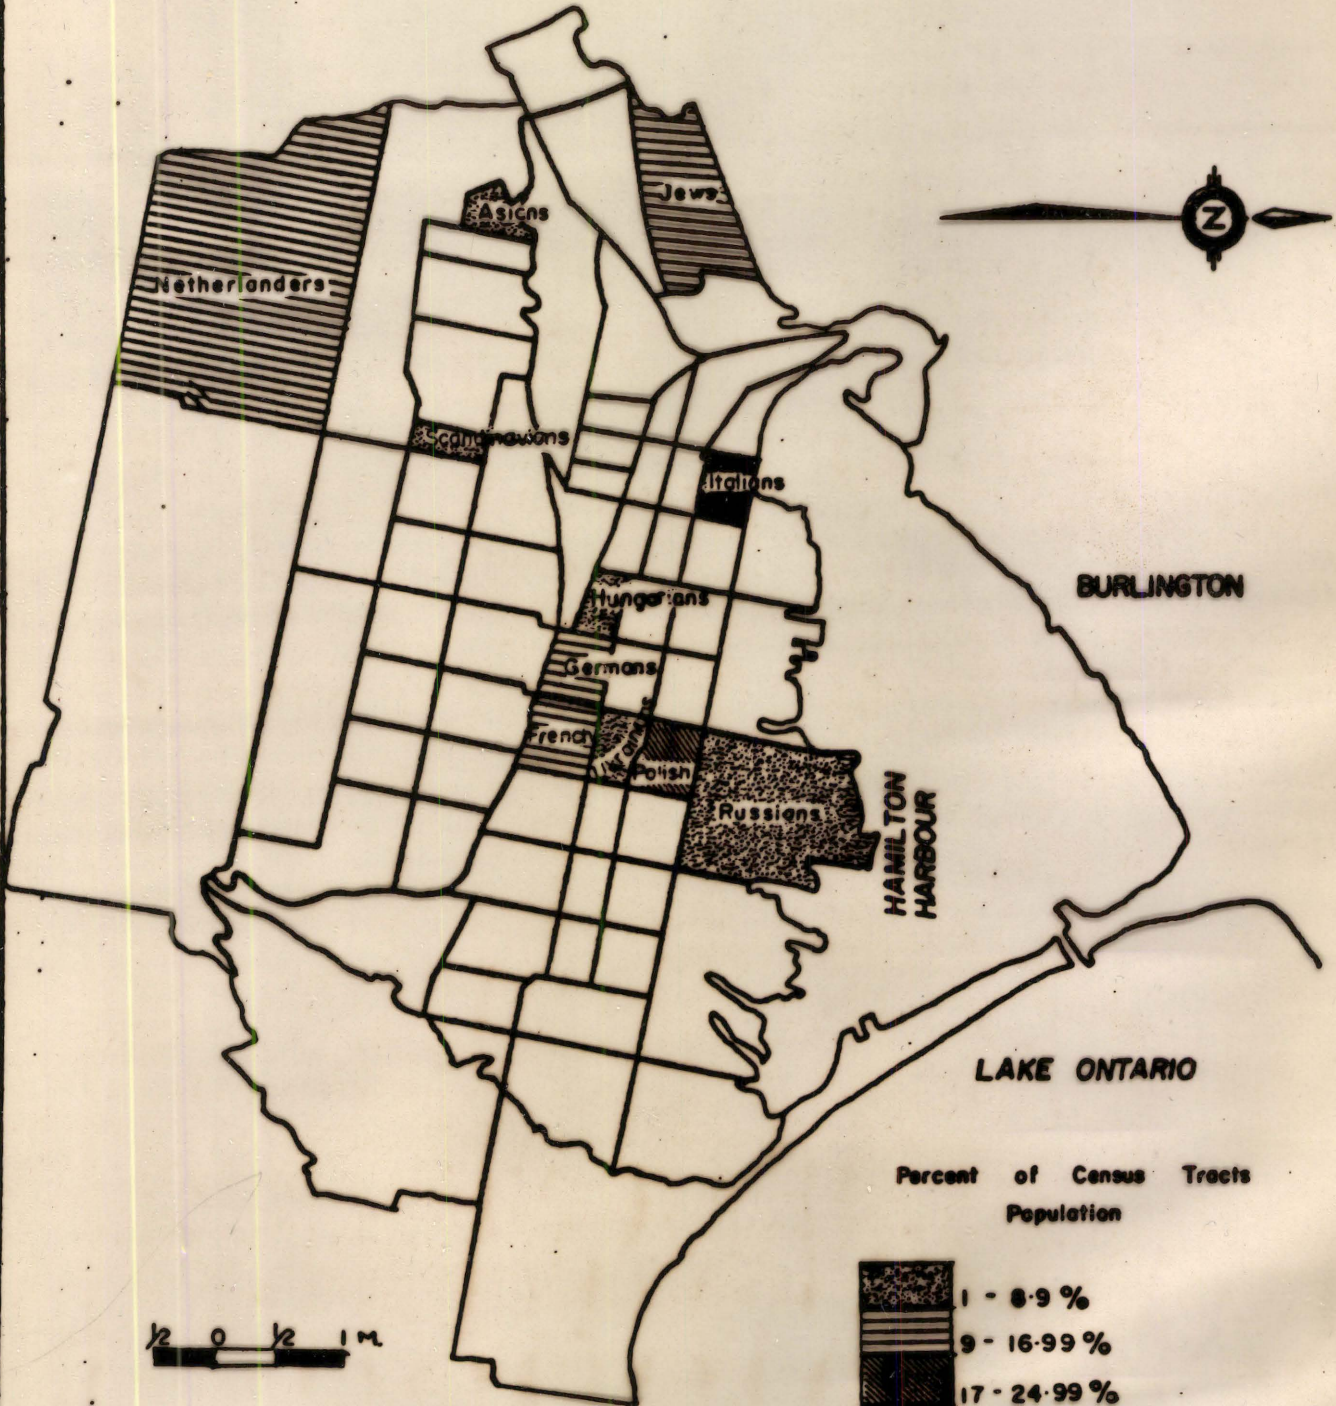 Jews
Asians
Z
Netherlanders
Scandinavians
Italians
BURLINGTON
Hungarians
Germans
French
Polish
Russians
HAMILTON
HARBOUR
LAKE ONTARIO
Percent of Census Tracts
Population
1 - 8.9 %
9 - 16.99 %
17 - 24.99 %
½ 0 ½ 1 M.